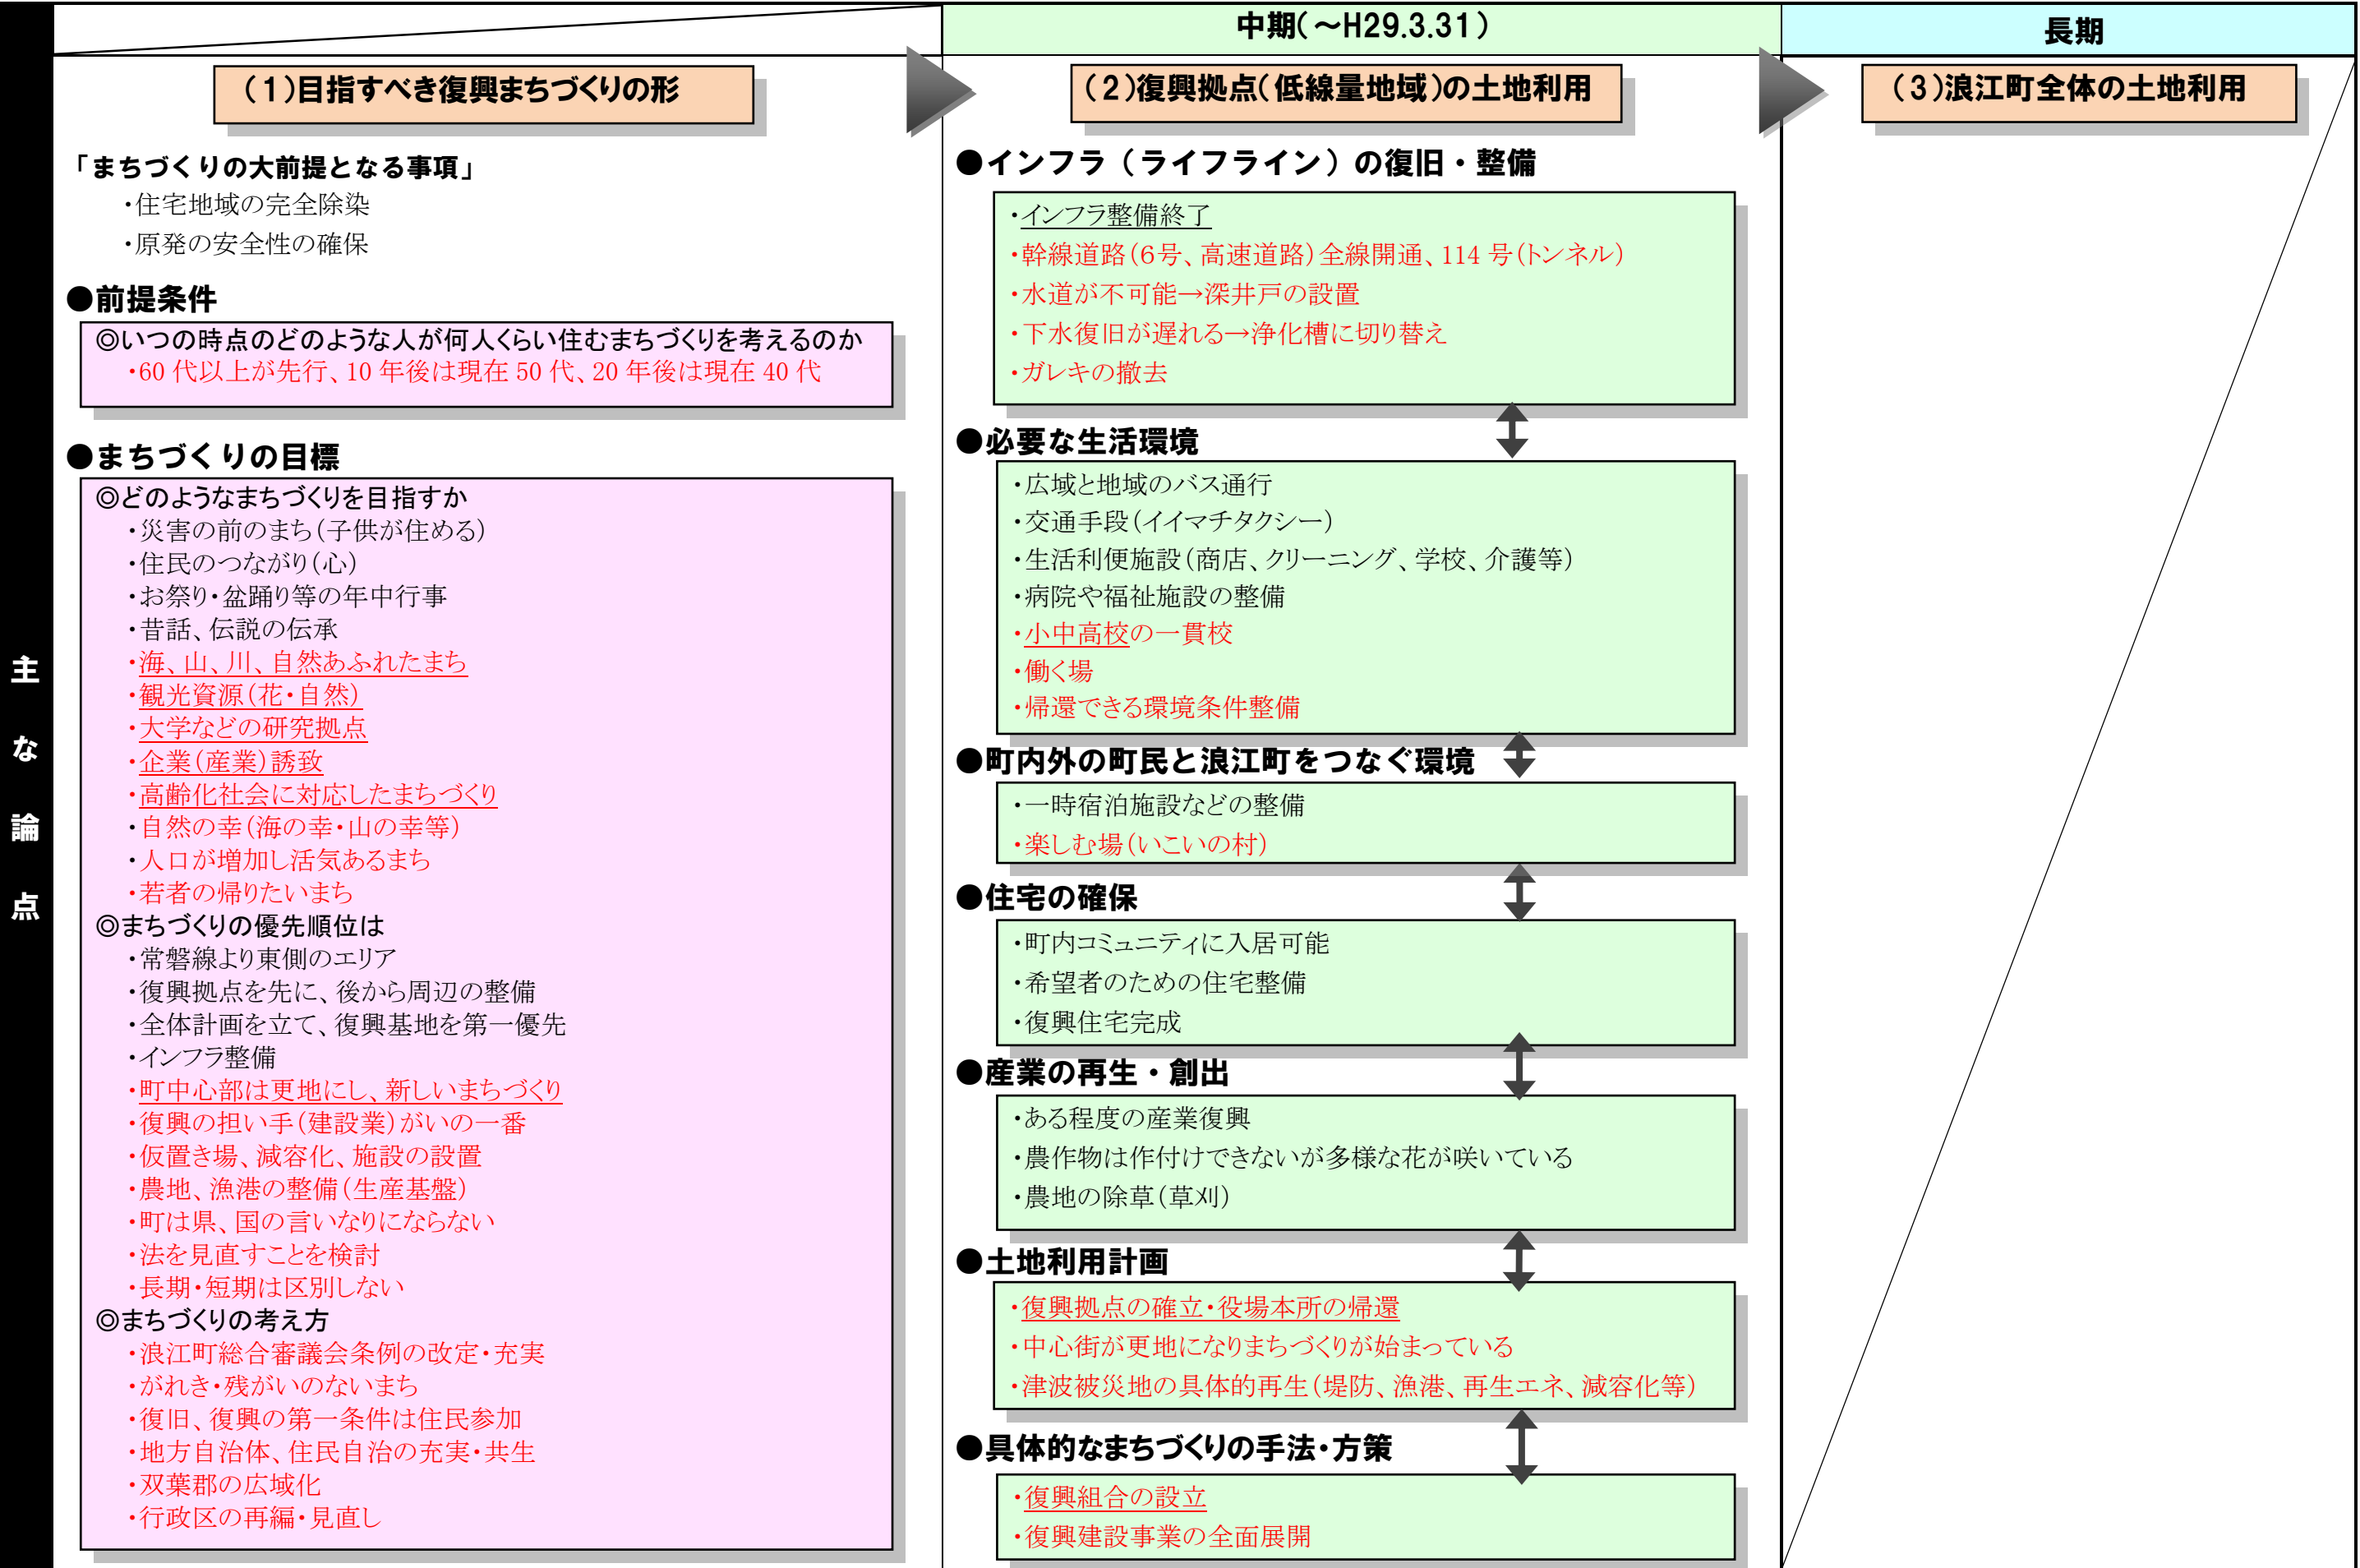 中期(～H29.3.31)
長期
主な論点
(1)目指すべき復興まちづくりの形
「まちづくりの大前提となる事項」
・住宅地域の完全除染
・原発の安全性の確保
●前提条件
◎いつの時点のどのような人が何人くらい住むまちづくりを考えるのか
・60代以上が先行、10年後は現在50代、20年後は現在40代
●まちづくりの目標
◎どのようなまちづくりを目指すか
・災害の前のまち(子供が住める)
・住民のつながり(心)
・お祭り・盆踊り等の年中行事
・昔話、伝説の伝承
・海、山、川、自然あふれたまち
・観光資源(花・自然)
・大学などの研究拠点
・企業(産業)誘致
・高齢化社会に対応したまちづくり
・自然の幸(海の幸・山の幸等)
・人口が増加し活気あるまち
・若者の帰りたいまち
◎まちづくりの優先順位は
・常磐線より東側のエリア
・復興拠点を先に、後から周辺の整備
・全体計画を立て、復興基地を第一優先
・インフラ整備
・町中心部は更地にし、新しいまちづくり
・復興の担い手(建設業)がいの一番
・仮置き場、減容化、施設の設置
・農地、漁港の整備(生産基盤)
・町は県、国の言いなりにならない
・法を見直すことを検討
・長期・短期は区別しない
◎まちづくりの考え方
・浪江町総合審議会条例の改定・充実
・がれき・残がいのないまち
・復旧、復興の第一条件は住民参加
・地方自治体、住民自治の充実・共生
・双葉郡の広域化
・行政区の再編・見直し
(2)復興拠点(低線量地域)の土地利用
●インフラ(ライフライン)の復旧・整備
・インフラ整備終了
・幹線道路(6号、高速道路)全線開通、114号(トンネル)
・水道が不可能→深井戸の設置
・下水復旧が遅れる→浄化槽に切り替え
・ガレキの撤去
●必要な生活環境
・広域と地域のバス通行
・交通手段(イイマチタクシー)
・生活利便施設(商店、クリーニング、学校、介護等)
・病院や福祉施設の整備
・小中高校の一貫校
・働く場
・帰還できる環境条件整備
●町内外の町民と浪江町をつなぐ環境
・一時宿泊施設などの整備
・楽しむ場(いこいの村)
●住宅の確保
・町内コミュニティに入居可能
・希望者のための住宅整備
・復興住宅完成
●産業の再生・創出
・ある程度の産業復興
・農作物は作付けできないが多様な花が咲いている
・農地の除草(草刈)
●土地利用計画
・復興拠点の確立・役場本所の帰還
・中心街が更地になりまちづくりが始まっている
・津波被災地の具体的再生(堤防、漁港、再生エネ、減容化等)
●具体的なまちづくりの手法・方策
・復興組合の設立
・復興建設事業の全面展開
(3)浪江町全体の土地利用